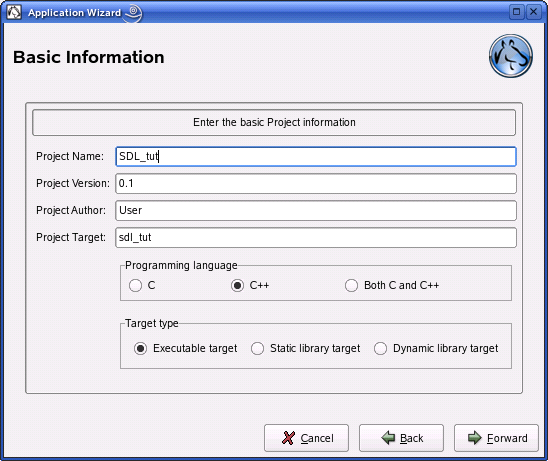 Application Wizard
Basic Information
Enter the basic Project information
Project Name: SDL_tut
Project Version: 0.1
Project Author: User
Project Target: sdl_tut
Programming language
C C++ Both C and C++
Target type
Executable target Static library target Dynamic library target
Cancel Back Forward